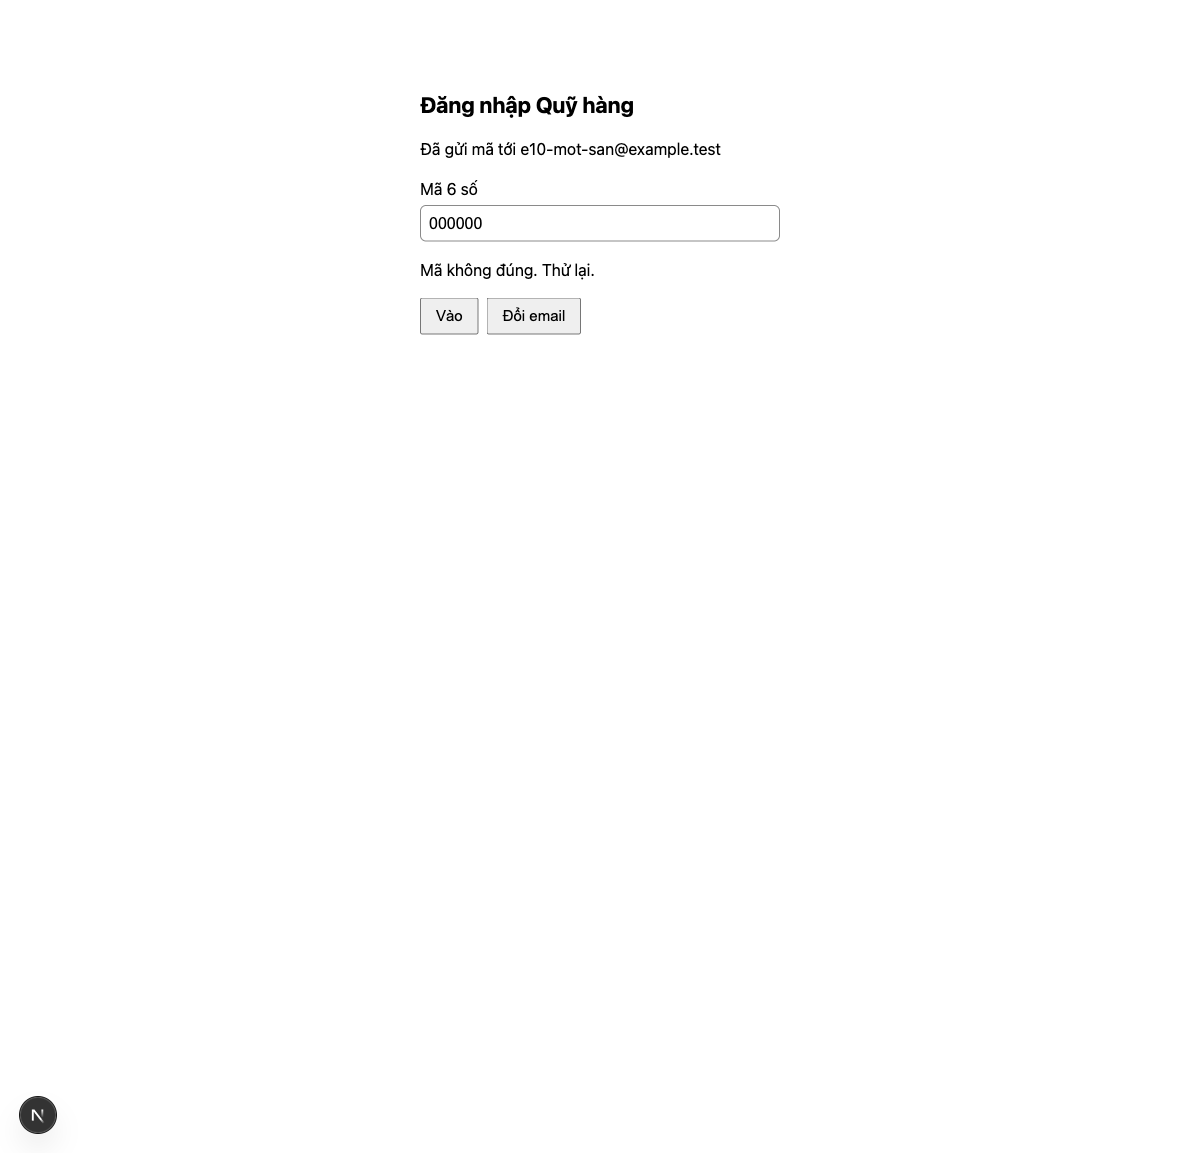 Đăng nhập Quỹ hàng
Đã gửi mã tới e10-mot-san@example.test
Mã 6 số
000000
Mã không đúng. Thử lại.
Vào Đổi email
N